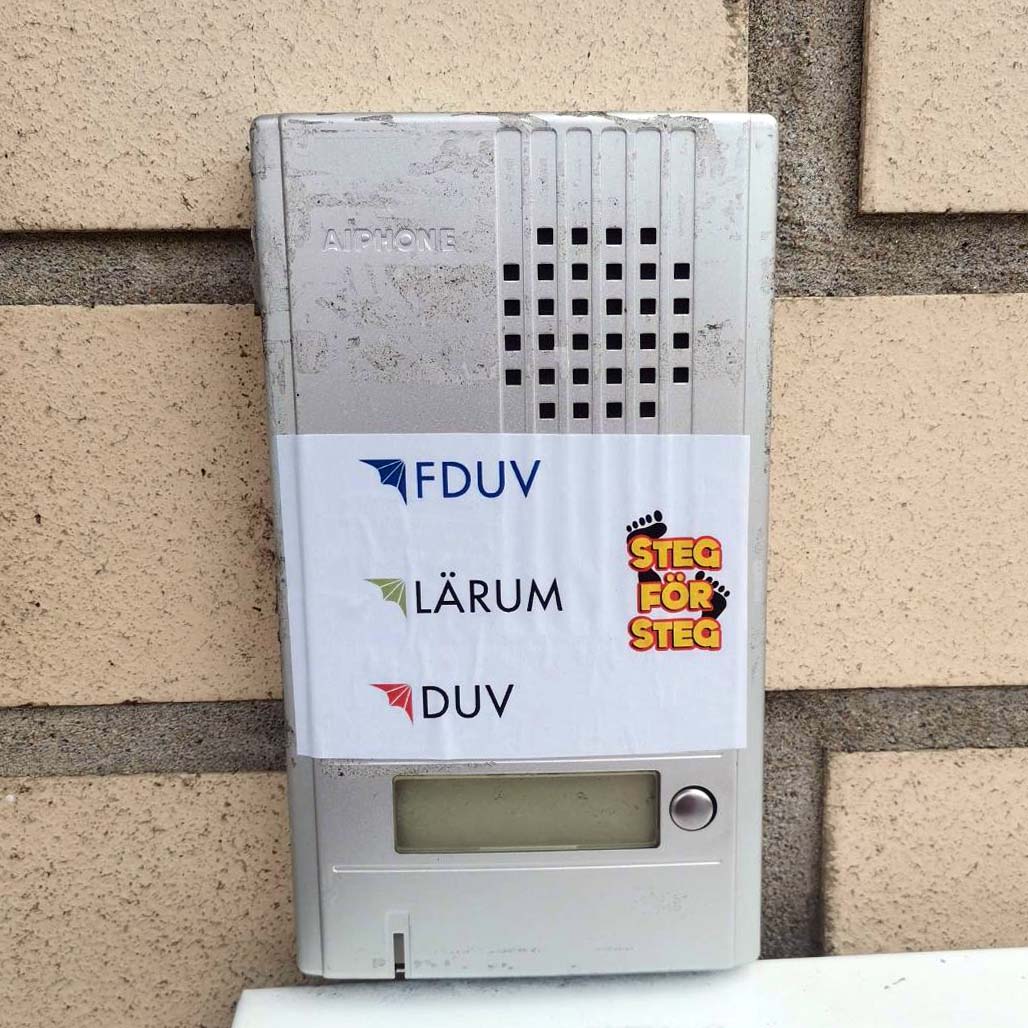 AIPHONE
FDUV
LÄRUM
DUV
STEG
FÖR
STEG